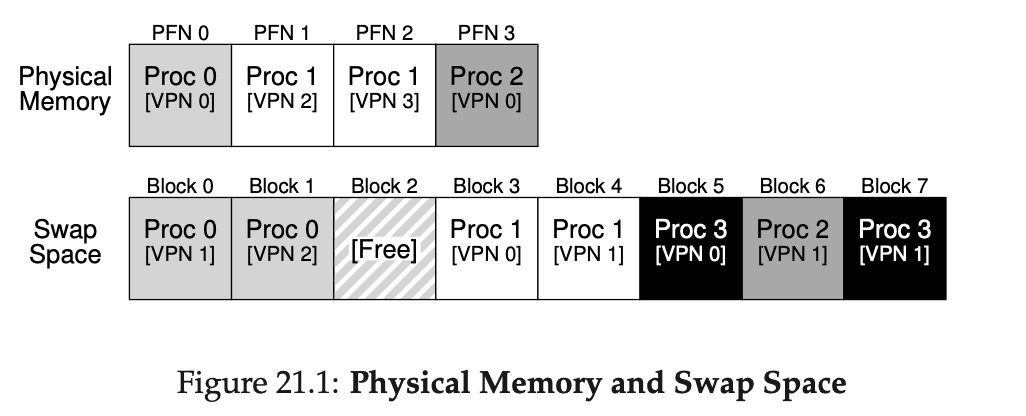 PFN 0 PFN 1 PFN 2 PFN 3
Physical Memory
Proc 0 [VPN 0]
Proc 1 [VPN 2]
Proc 1 [VPN 3]
Proc 2 [VPN 0]
Block 0 Block 1 Block 2 Block 3 Block 4 Block 5 Block 6 Block 7
Swap Space
Proc 0 [VPN 1]
Proc 0 [VPN 2]
[Free]
Proc 1 [VPN 0]
Proc 1 [VPN 1]
Proc 3 [VPN 0]
Proc 2 [VPN 1]
Proc 3 [VPN 1]
Figure 21.1: Physical Memory and Swap Space